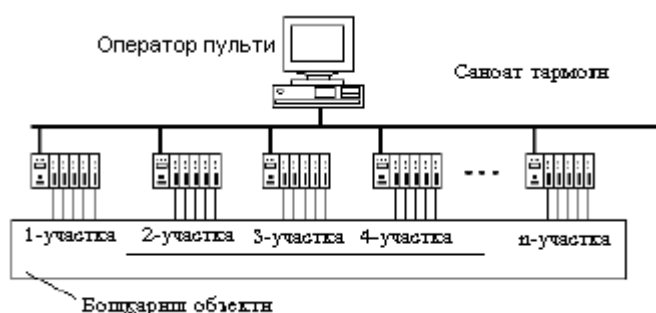 Оператор пульти
Саноат тармоғи
1-участка 2-участка 3-участка 4-участка n-участка
Бошқариш объекти